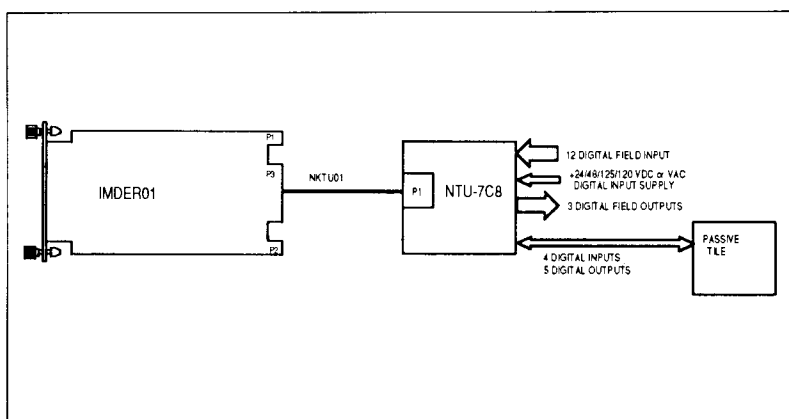 P1
P3
IMDER01
P2
NKTU01
P1
NTU-7C8
12 DIGITAL FIELD INPUT
+24/48/125/120 VDC or VAC
DIGITAL INPUT SUPPLY
3 DIGITAL FIELD OUTPUTS
4 DIGITAL INPUTS
5 DIGITAL OUTPUTS
PASSIVE
TILE